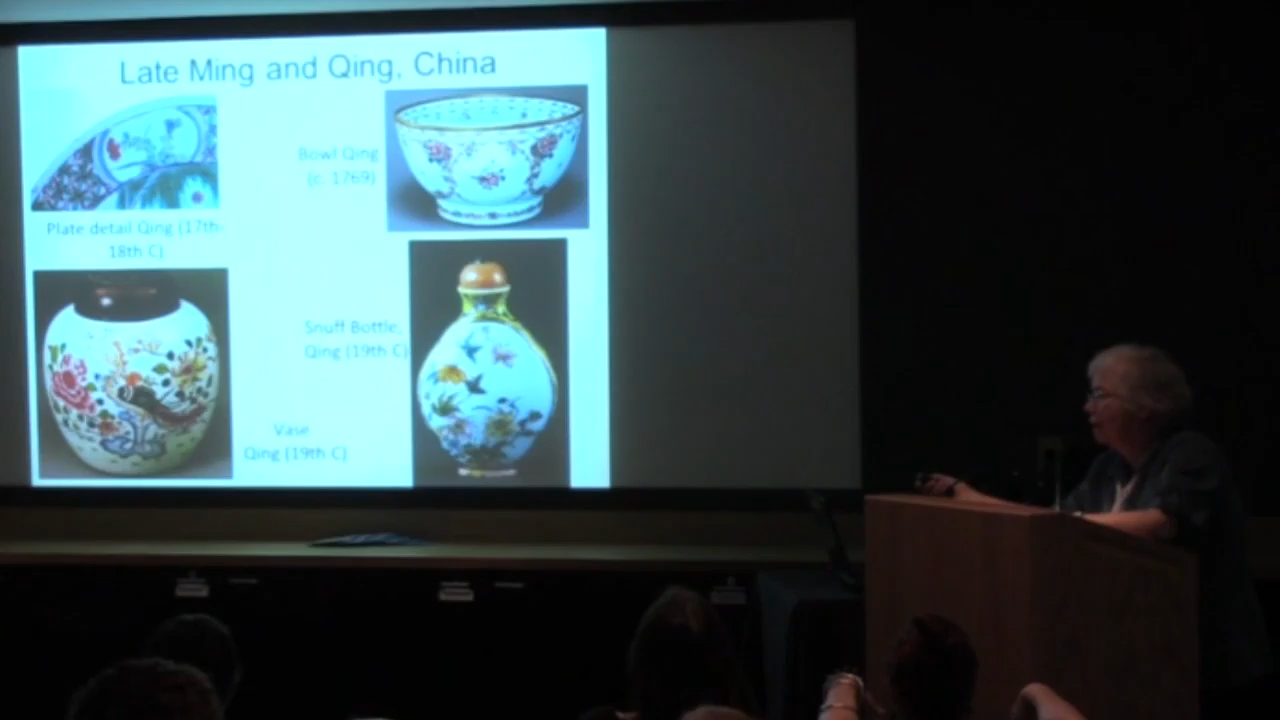 Late Ming and Qing, China
Bowl Qing
(c. 1769)
Plate detail Qing (17th-
18th C)
Snuff Bottle,
Qing (19th C)
Vase
Qing (19th C)